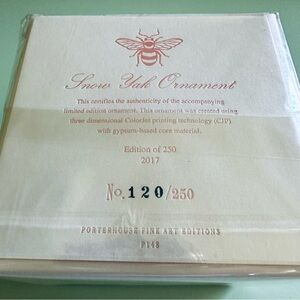 Snow Yak Ornament
This certifies the authenticity of the accompanying
limited edition ornament. This ornament was created using
three dimensional ColorJet printing technology (CJP)
with gypsum-based core material.
Edition of 250
2017
No. 120/250
PORTERHOUSE FINE ART EDITIONS
P148